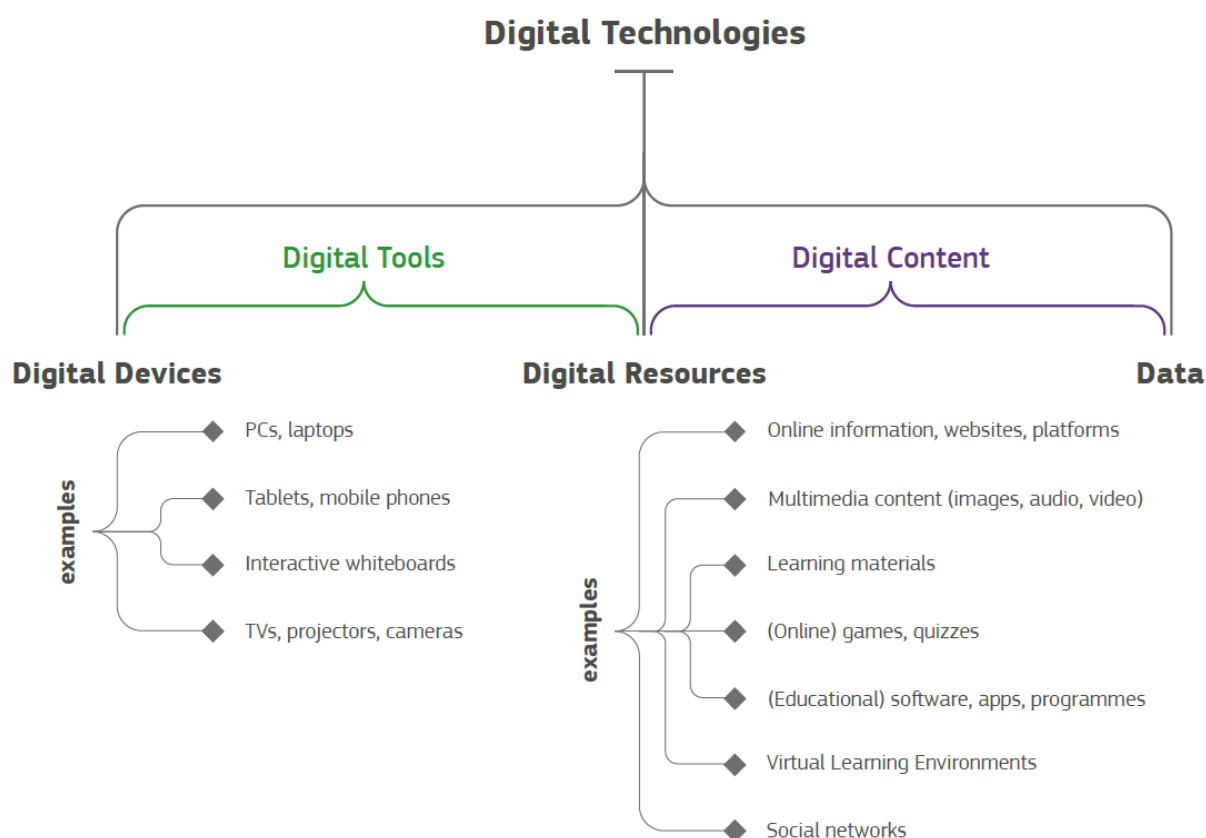 Digital Technologies
Digital Tools
Digital Content
Digital Devices
Digital Resources
Data
examples
PCs, laptops
Tablets, mobile phones
Interactive whiteboards
TVs, projectors, cameras
examples
Online information, websites, platforms
Multimedia content (images, audio, video)
Learning materials
(Online) games, quizzes
(Educational) software, apps, programmes
Virtual Learning Environments
Social networks